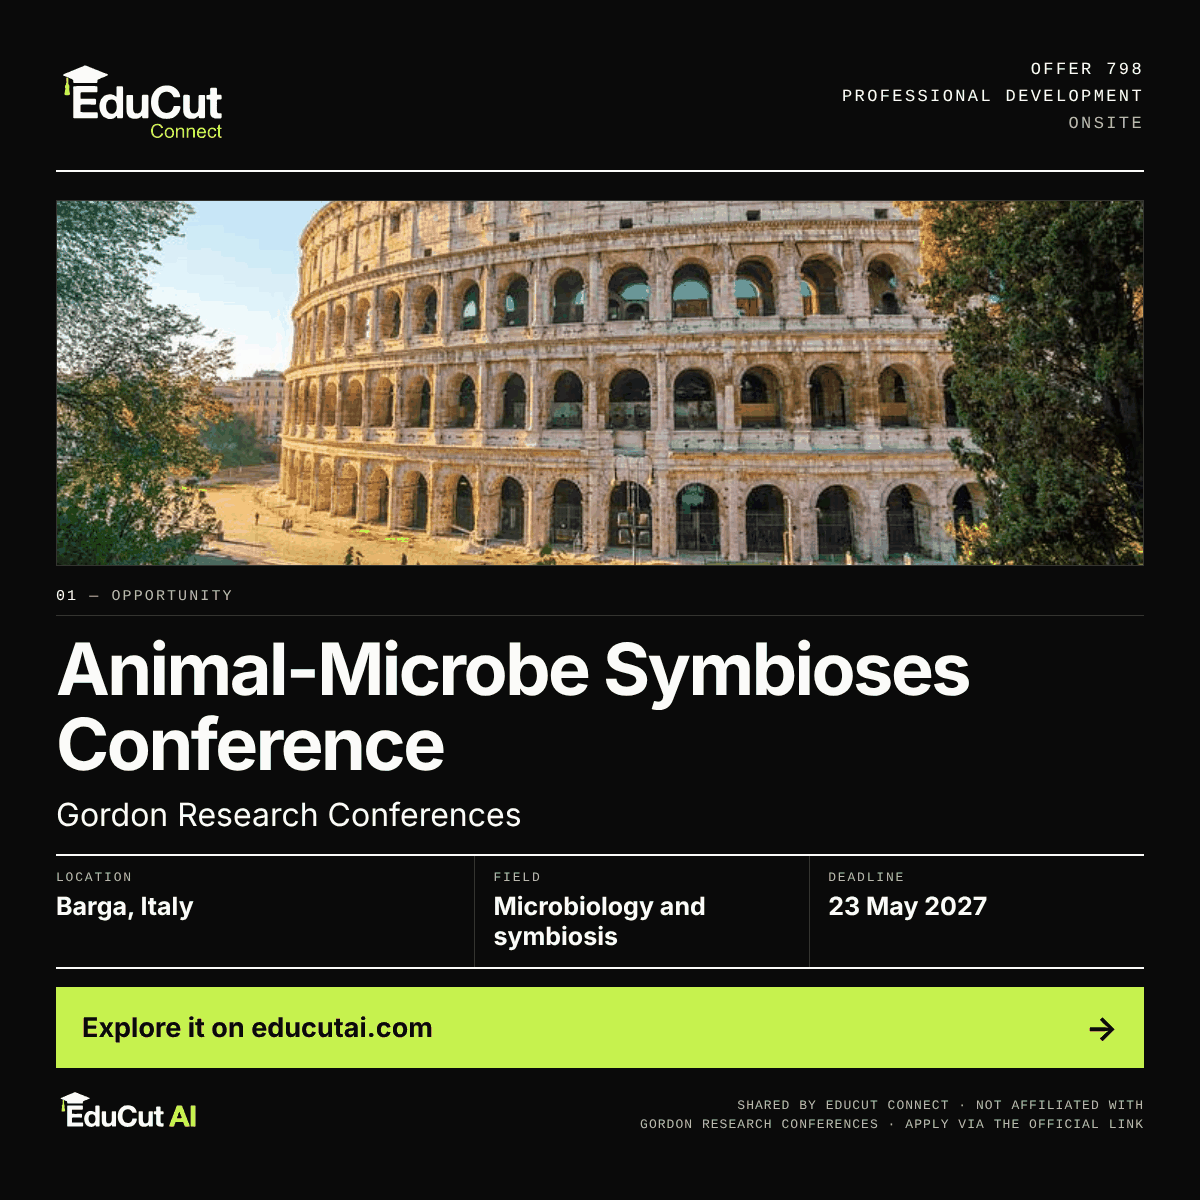 EduCut
Connect
OFFER 798
PROFESSIONAL DEVELOPMENT
ONSITE
01 — OPPORTUNITY
Animal-Microbe Symbioses
Conference
Gordon Research Conferences
LOCATION
Barga, Italy
FIELD
Microbiology and
symbiosis
DEADLINE
23 May 2027
Explore it on educutai.com →
EduCut AI
SHARED BY EDUCUT CONNECT · NOT AFFILIATED WITH
GORDON RESEARCH CONFERENCES · APPLY VIA THE OFFICIAL LINK